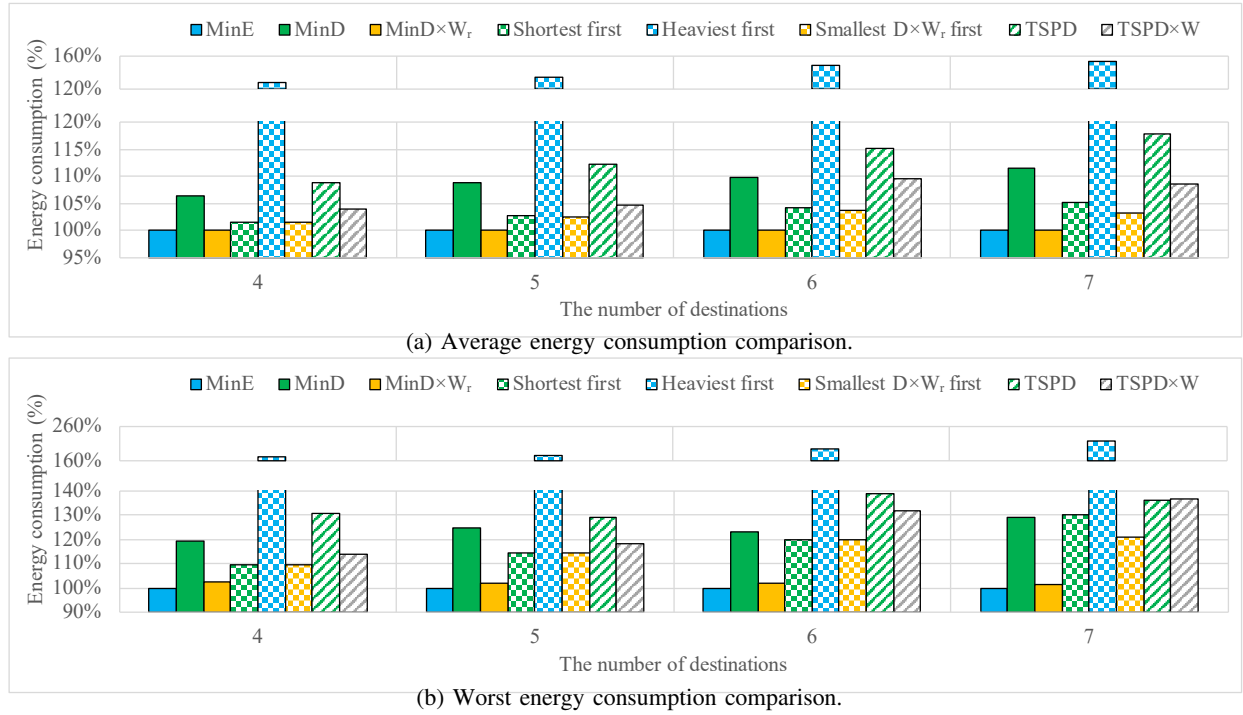 MinE MinD MinD×Wᵣ Shortest first Heaviest first Smallest D×Wᵣ first TSPD TSPD×W
Energy consumption (%)
160%
120%
120%
115%
110%
105%
100%
95%
4 5 6 7
The number of destinations
(a) Average energy consumption comparison.
MinE MinD MinD×Wᵣ Shortest first Heaviest first Smallest D×Wᵣ first TSPD TSPD×W
Energy consumption (%)
260%
160%
140%
130%
120%
110%
100%
90%
4 5 6 7
The number of destinations
(b) Worst energy consumption comparison.